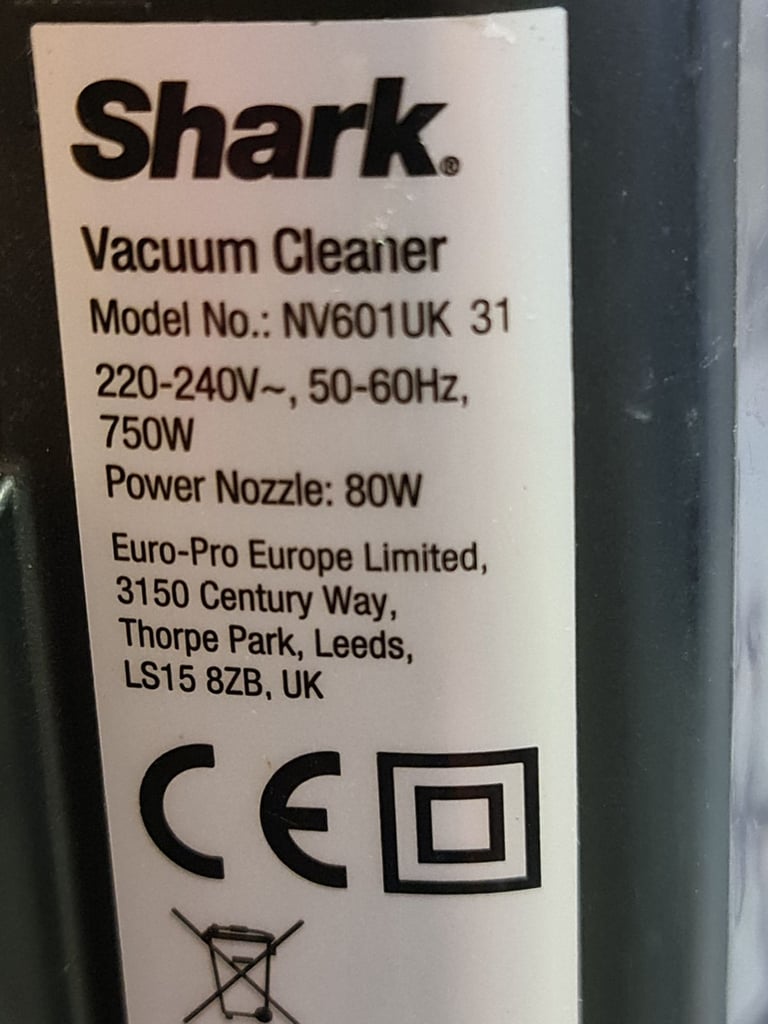 Shark®
Vacuum Cleaner
Model No.: NV601UK 31
220-240V~, 50-60Hz,
750W
Power Nozzle: 80W
Euro-Pro Europe Limited,
3150 Century Way,
Thorpe Park, Leeds,
LS15 8ZB, UK
CE